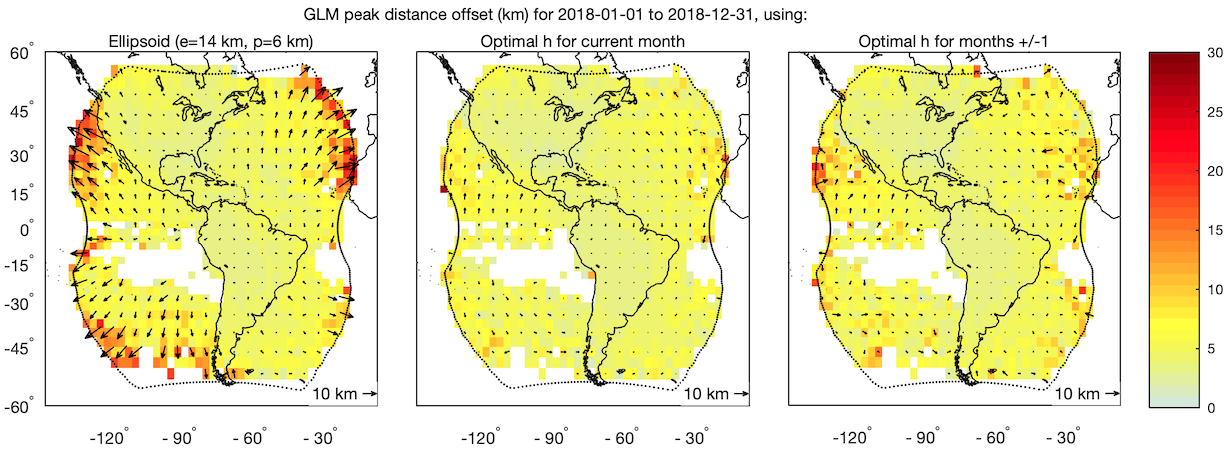 GLM peak distance offset (km) for 2018-01-01 to 2018-12-31, using:
Ellipsoid (e=14 km, p=6 km)
Optimal h for current month
Optimal h for months +/-1
60°
45°
30°
15°
0°
-15°
-30°
-45°
-60°
10 km
10 km
10 km
-120° -90° -60° -30°
-120° -90° -60° -30°
-120° -90° -60° -30°
30
25
20
15
10
5
0